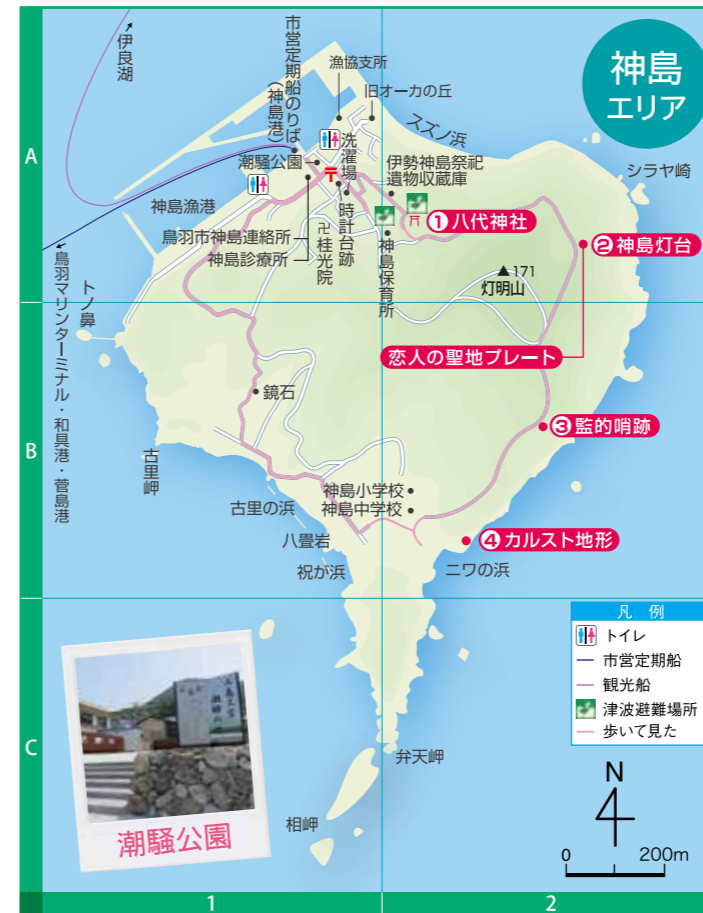 神島
エリア
A
B
C
1
2
伊良湖
市営定期船のりば
(神島港)
漁協支所
旧オーカの丘
スズノ浜
洗濯場
潮騒公園
伊勢神島祭祀
遺物収蔵庫
シラヤ崎
神島漁港
鳥羽市神島連絡所
神島診療所
時計台跡
卍桂光院
神島保育所
①八代神社
②神島灯台
▲171
灯明山
鳥羽マリンターミナル・和具港・菅島港
トノ鼻
恋人の聖地プレート
鏡石
③監的哨跡
古里岬
古里の浜
神島小学校
神島中学校
八畳岩
④カルスト地形
祝が浜
ニワの浜
弁天岬
相岬
潮騒公園
凡 例
トイレ
市営定期船
観光船
津波避難場所
歩いて見た
N
0 200m